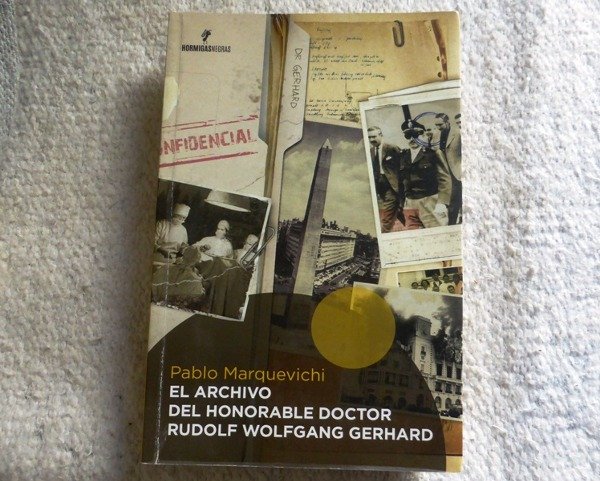 HORMIGASNEGRAS
DR GERHARD
NFIDENCIAL
Pablo Marquevichi
EL ARCHIVO
DEL HONORABLE DOCTOR
RUDOLF WOLFGANG GERHARD